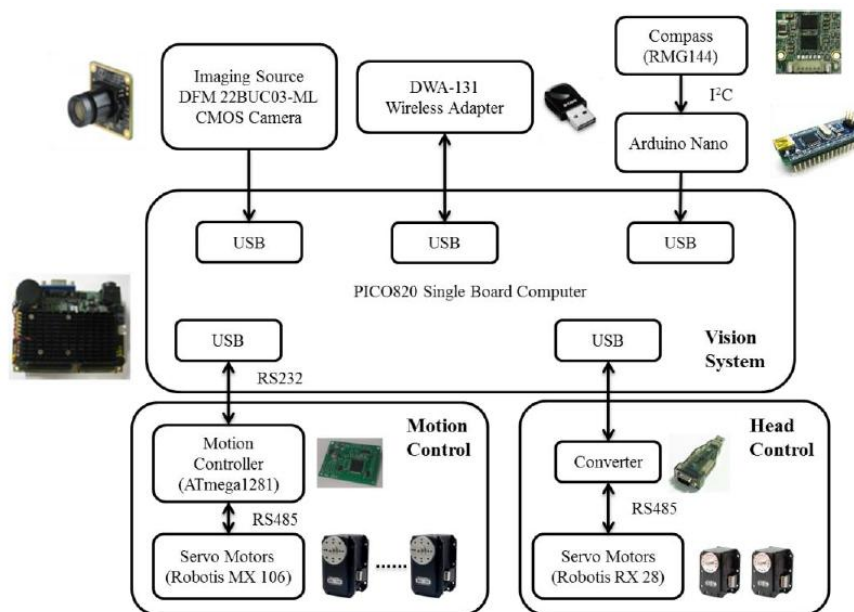 Imaging Source
DFM 22BUC03-ML
CMOS Camera
DWA-131
Wireless Adapter
Compass
(RMG144)
I²C
Arduino Nano
USB
USB
USB
PICO820 Single Board Computer
USB
USB
Vision
System
RS232
Motion
Control
Motion
Controller
(ATmega1281)
RS485
Servo Motors
(Robotis MX 106)
......
Head
Control
Converter
RS485
Servo Motors
(Robotis RX 28)